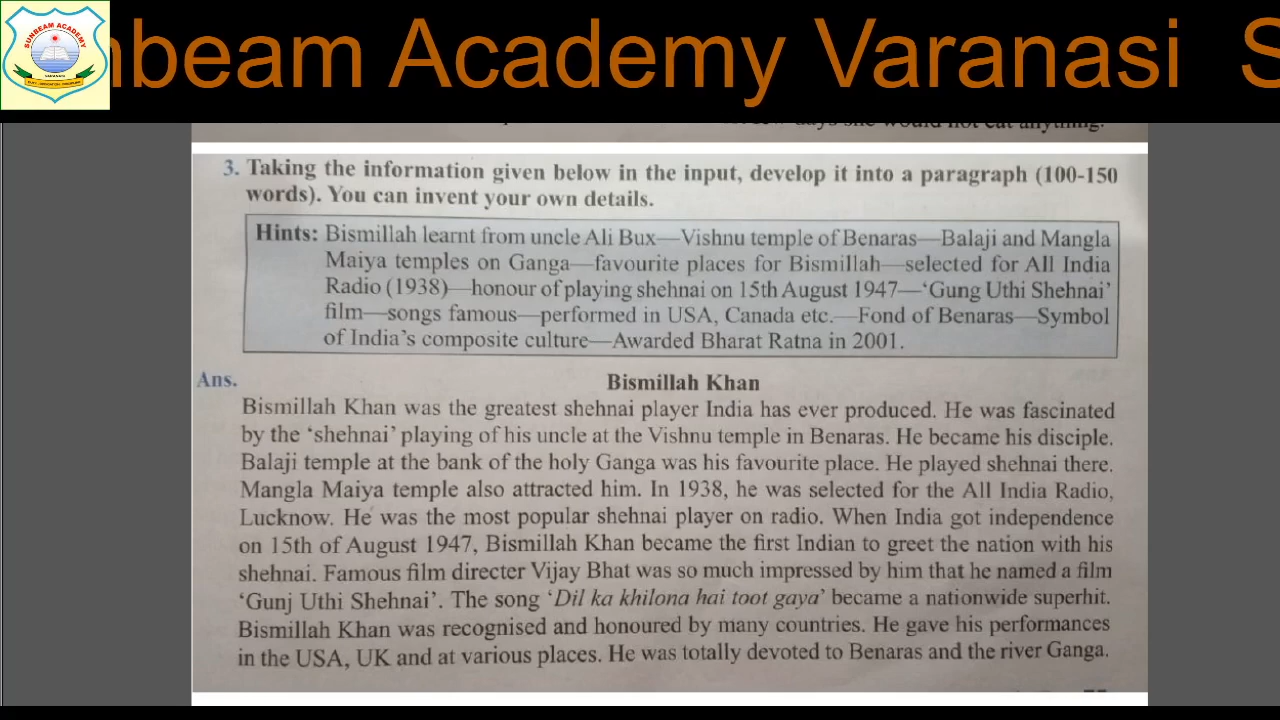 nbeam Academy Varanasi S
SUNBEAM ACADEMY
VARANASI
days she would not eat anything.
3. Taking the information given below in the input, develop it into a paragraph (100-150
words). You can invent your own details.
Hints: Bismillah learnt from uncle Ali Bux—Vishnu temple of Benaras—Balaji and Mangla
Maiya temples on Ganga—favourite places for Bismillah—selected for All India
Radio (1938)—honour of playing shehnai on 15th August 1947—‘Gung Uthi Shehnai’
film—songs famous—performed in USA, Canada etc.—Fond of Benaras—Symbol
of India’s composite culture—Awarded Bharat Ratna in 2001.
Ans. Bismillah Khan
Bismillah Khan was the greatest shehnai player India has ever produced. He was fascinated
by the ‘shehnai’ playing of his uncle at the Vishnu temple in Benaras. He became his disciple.
Balaji temple at the bank of the holy Ganga was his favourite place. He played shehnai there.
Mangla Maiya temple also attracted him. In 1938, he was selected for the All India Radio,
Lucknow. He was the most popular shehnai player on radio. When India got independence
on 15th of August 1947, Bismillah Khan became the first Indian to greet the nation with his
shehnai. Famous film directer Vijay Bhat was so much impressed by him that he named a film
‘Gunj Uthi Shehnai’. The song ‘Dil ka khilona hai toot gaya’ became a nationwide superhit.
Bismillah Khan was recognised and honoured by many countries. He gave his performances
in the USA, UK and at various places. He was totally devoted to Benaras and the river Ganga.